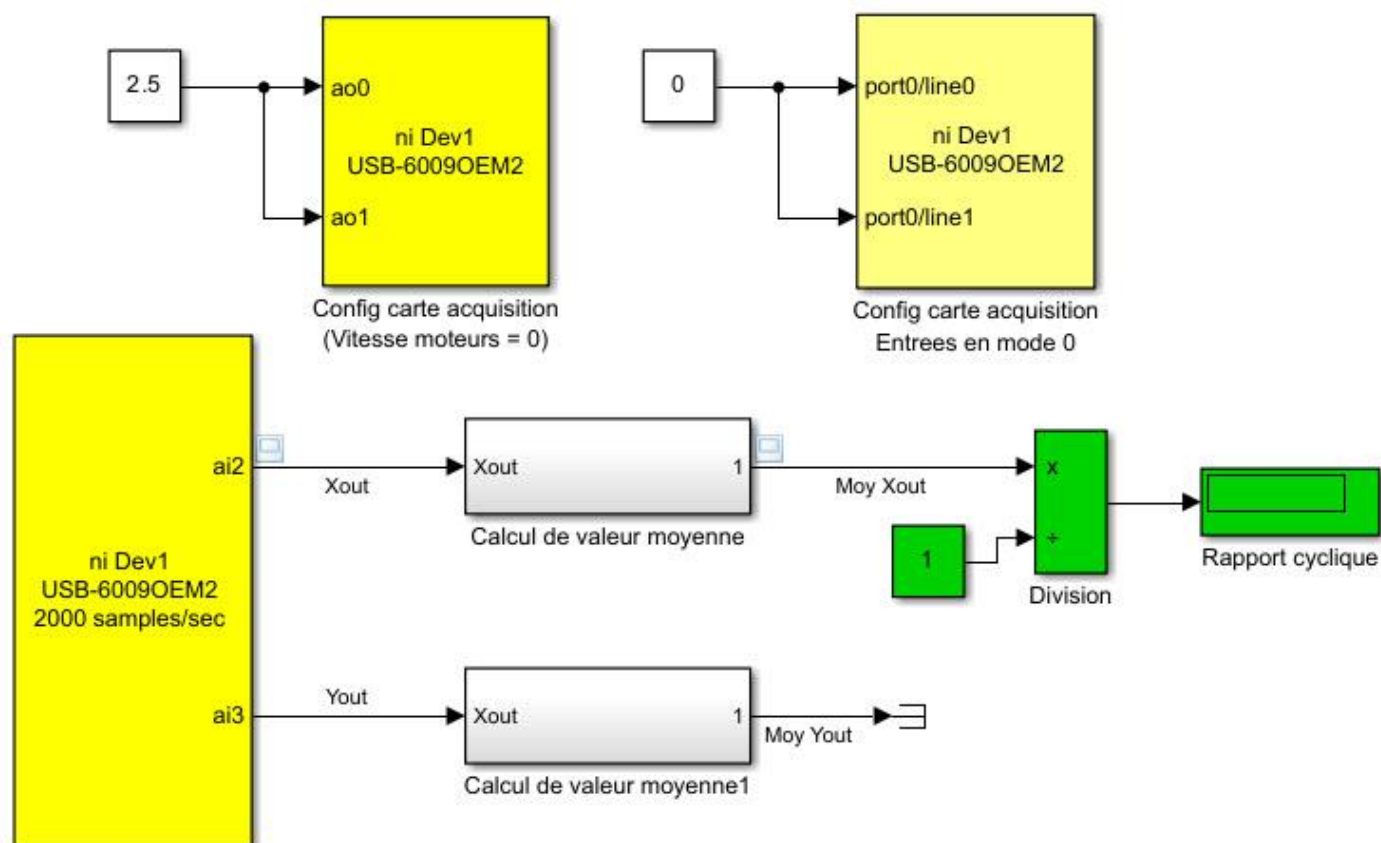 2.5
ao0
ni Dev1
USB-6009OEM2
ao1
Config carte acquisition
(Vitesse moteurs = 0)
0
port0/line0
ni Dev1
USB-6009OEM2
port0/line1
Config carte acquisition
Entrees en mode 0
ai2
ni Dev1
USB-6009OEM2
2000 samples/sec
ai3
Xout
Xout
1
Calcul de valeur moyenne
Moy Xout
1
x
÷
Division
Rapport cyclique
Yout
Xout
1
Calcul de valeur moyenne1
Moy Yout